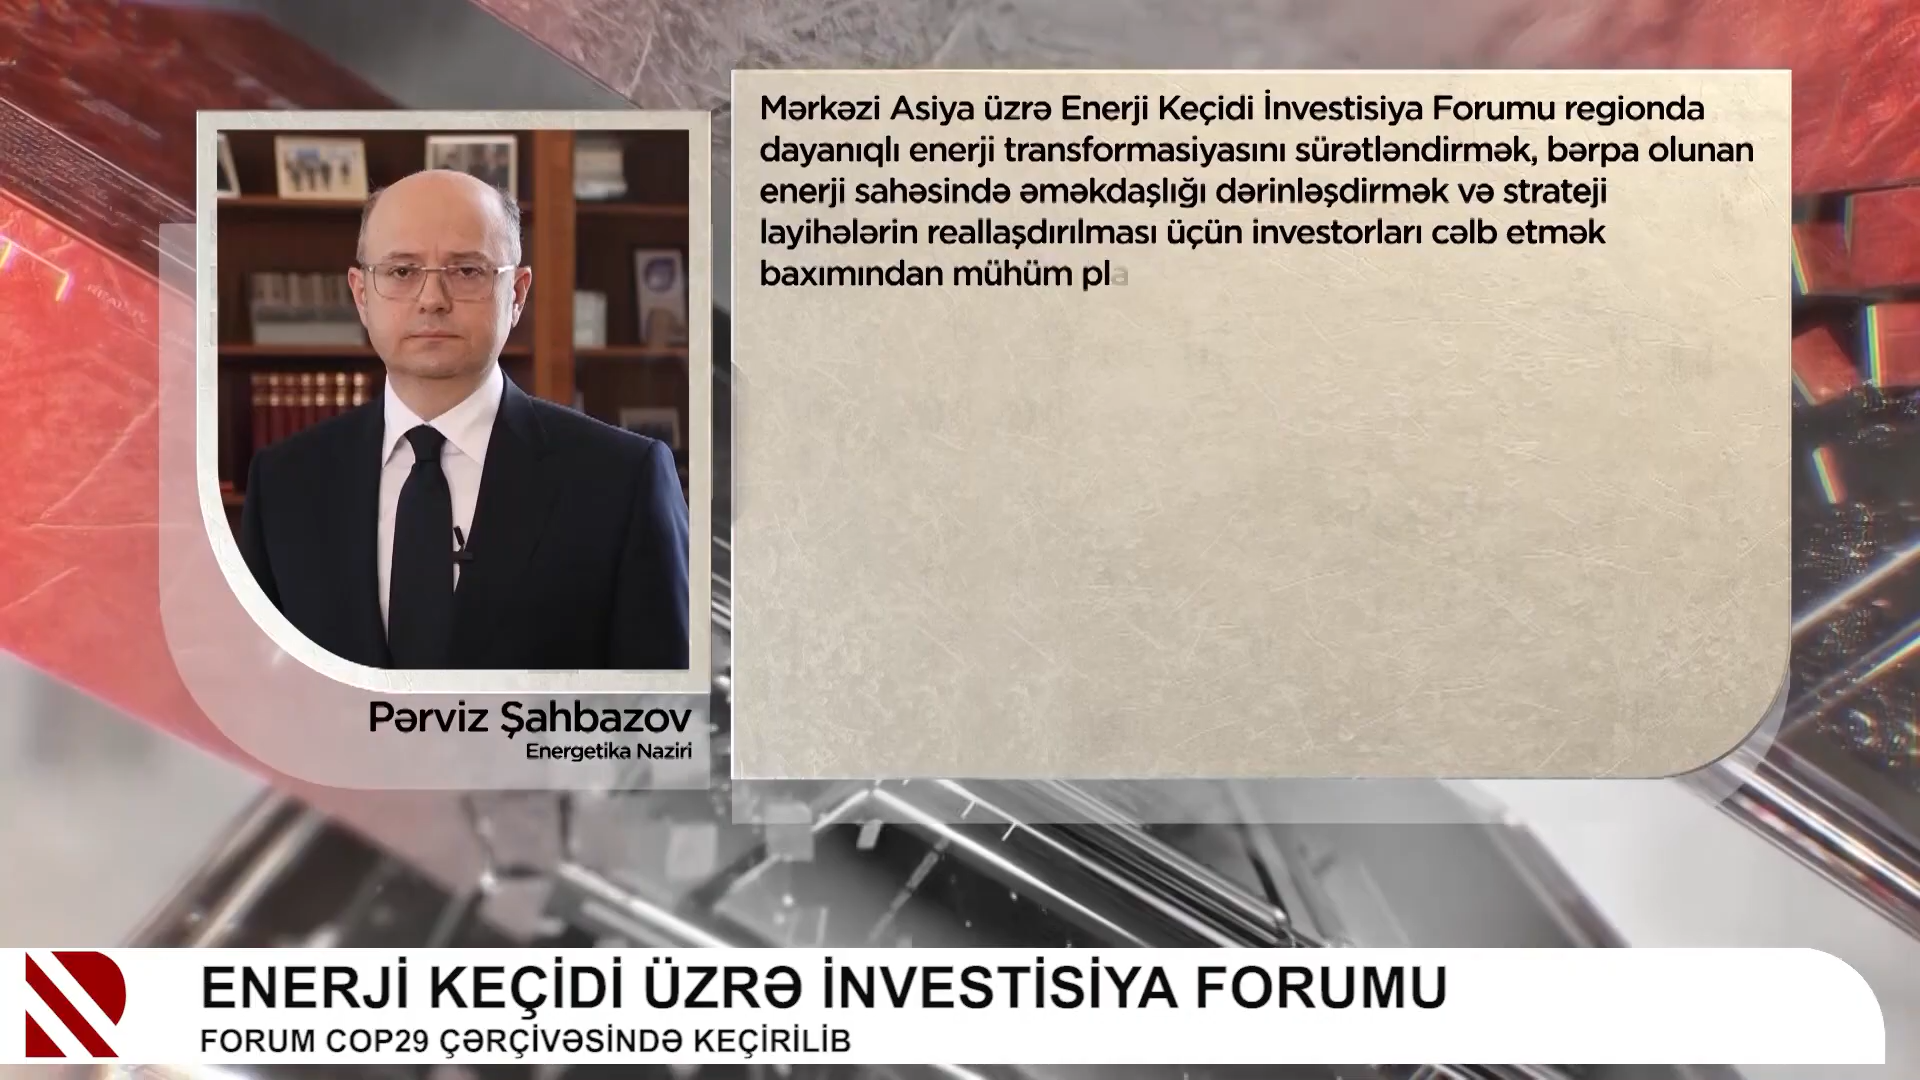 Mərkəzi Asiya üzrə Enerji Keçidi İnvestisiya Forumu regionda
dayanıqlı enerji transformasiyasını sürətləndirmək, bərpa olunan
enerji sahəsində əməkdaşlığı dərinləşdirmək və strateji
layihələrin reallaşdırılması üçün investorları cəlb etmək
baxımından mühüm pla
Pərviz Şahbazov
Energetika Naziri
ENERJİ KEÇİDİ ÜZRƏ İNVESTİSİYA FORUMU
FORUM COP29 ÇƏRÇİVƏSİNDƏ KEÇİRİLİB